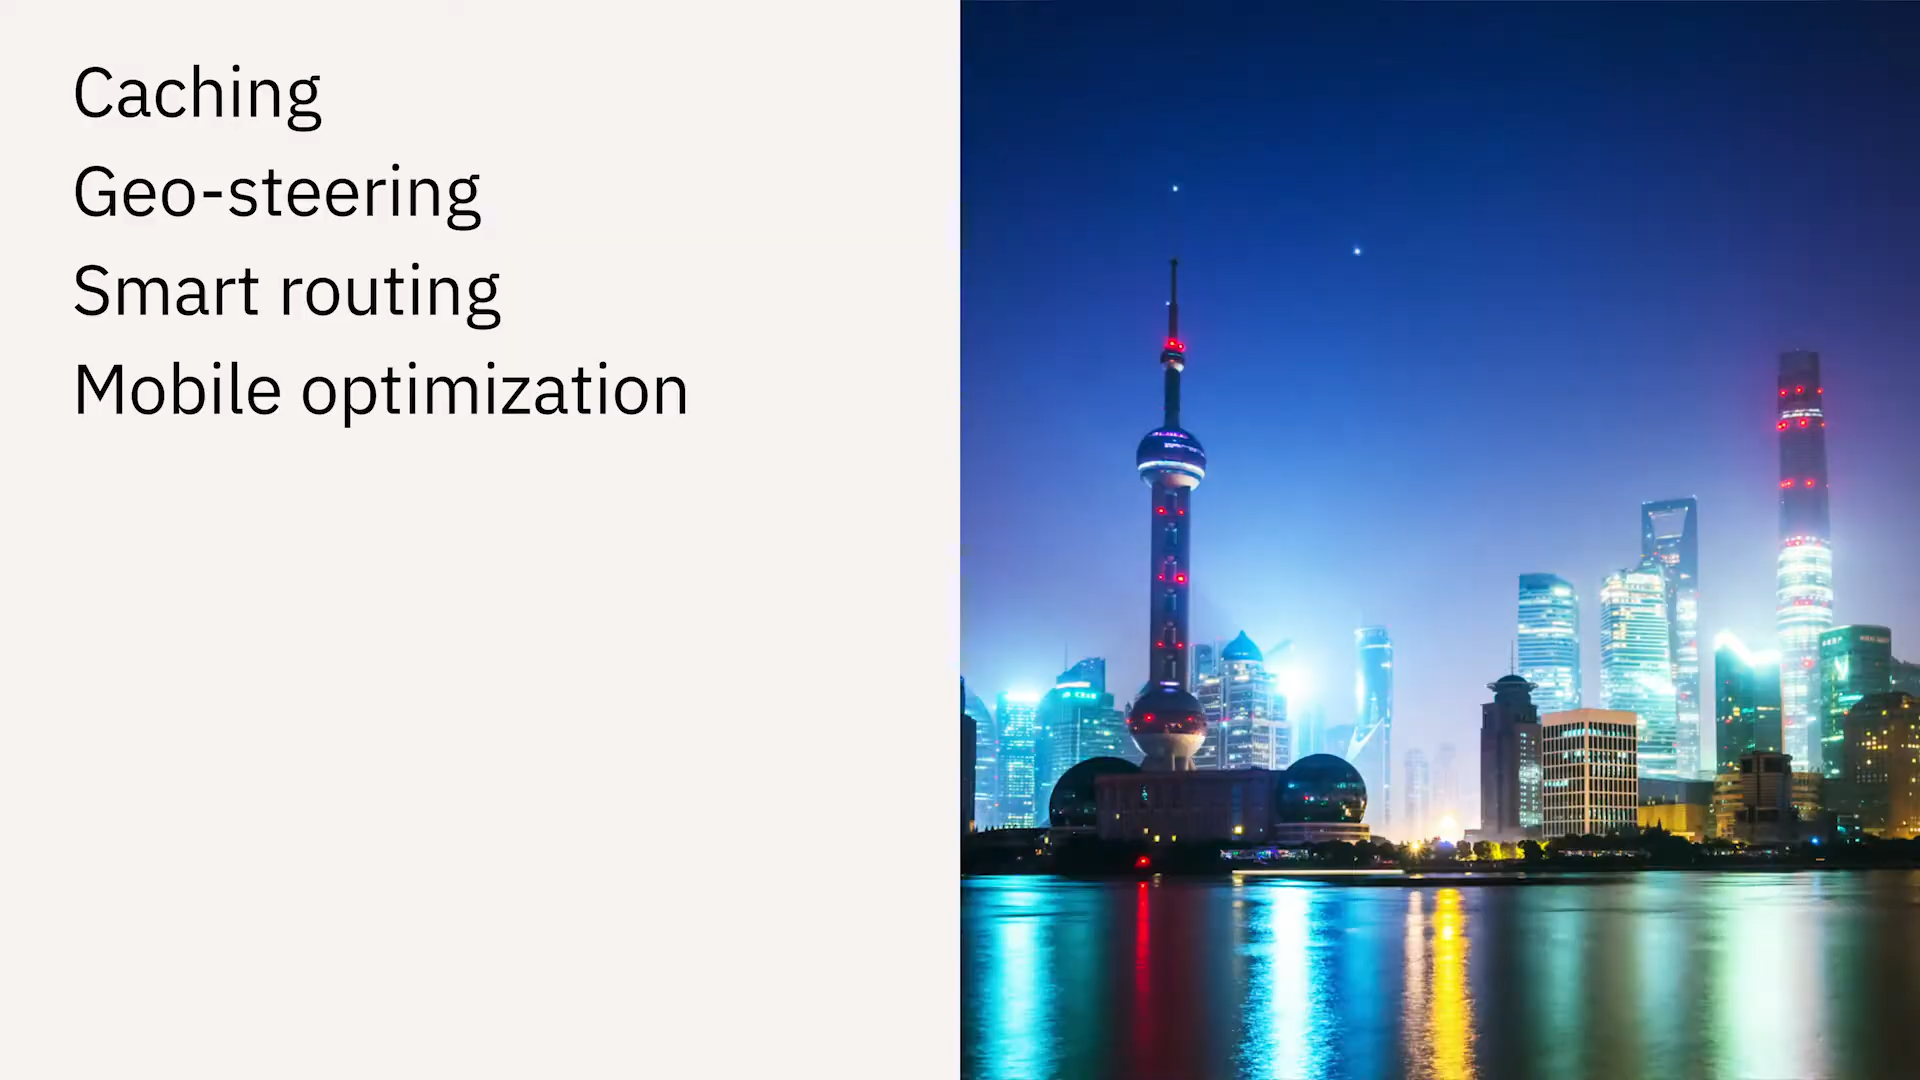 Caching
Geo-steering
Smart routing
Mobile optimization